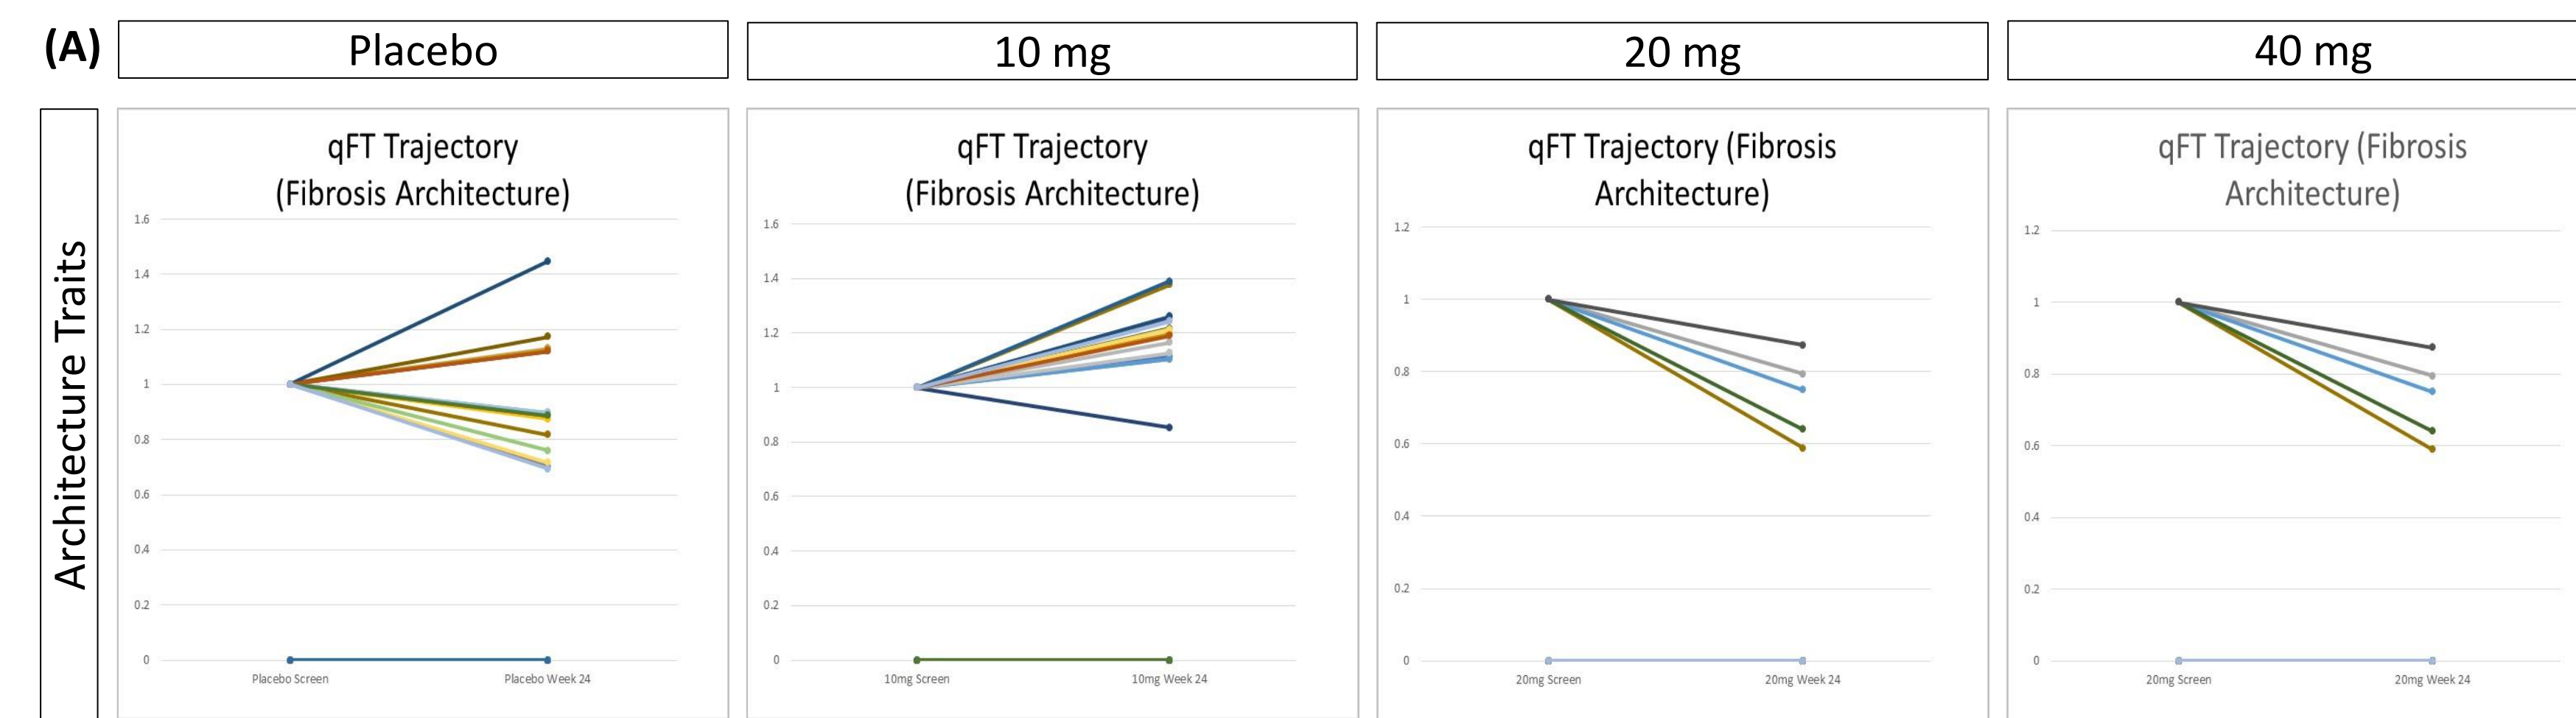 (A)
Placebo
10 mg
20 mg
40 mg
Architecture Traits
qFT Trajectory
(Fibrosis Architecture)
1.6
1.4
1.2
1
0.8
0.6
0.4
0.2
0
Placebo Screen
Placebo Week 24
qFT Trajectory
(Fibrosis Architecture)
1.6
1.4
1.2
1
0.8
0.6
0.4
0.2
0
10mg Screen
10mg Week 24
qFT Trajectory (Fibrosis
Architecture)
1.2
1
0.8
0.6
0.4
0.2
0
20mg Screen
20mg Week 24
qFT Trajectory (Fibrosis
Architecture)
1.2
1
0.8
0.6
0.4
0.2
0
20mg Screen
20mg Week 24